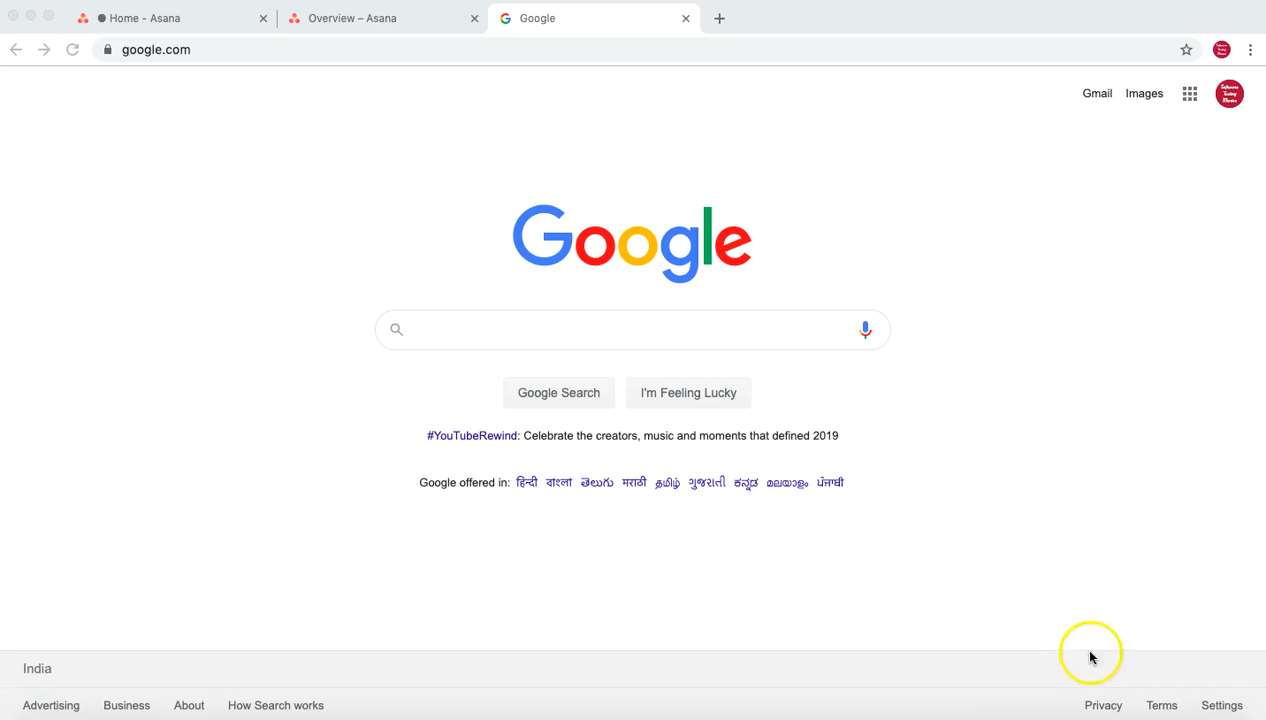 Home - Asana
Overview – Asana
Google
google.com
Gmail Images
Google
Google Search
I'm Feeling Lucky
#YouTubeRewind: Celebrate the creators, music and moments that defined 2019
Google offered in: हिन्दी বাংলা తెలుగు मराठी தமிழ் ગુજરાતી ಕನ್ನಡ മലയാളം ਪੰਜਾਬੀ
India
Advertising Business About How Search works
Privacy Terms Settings